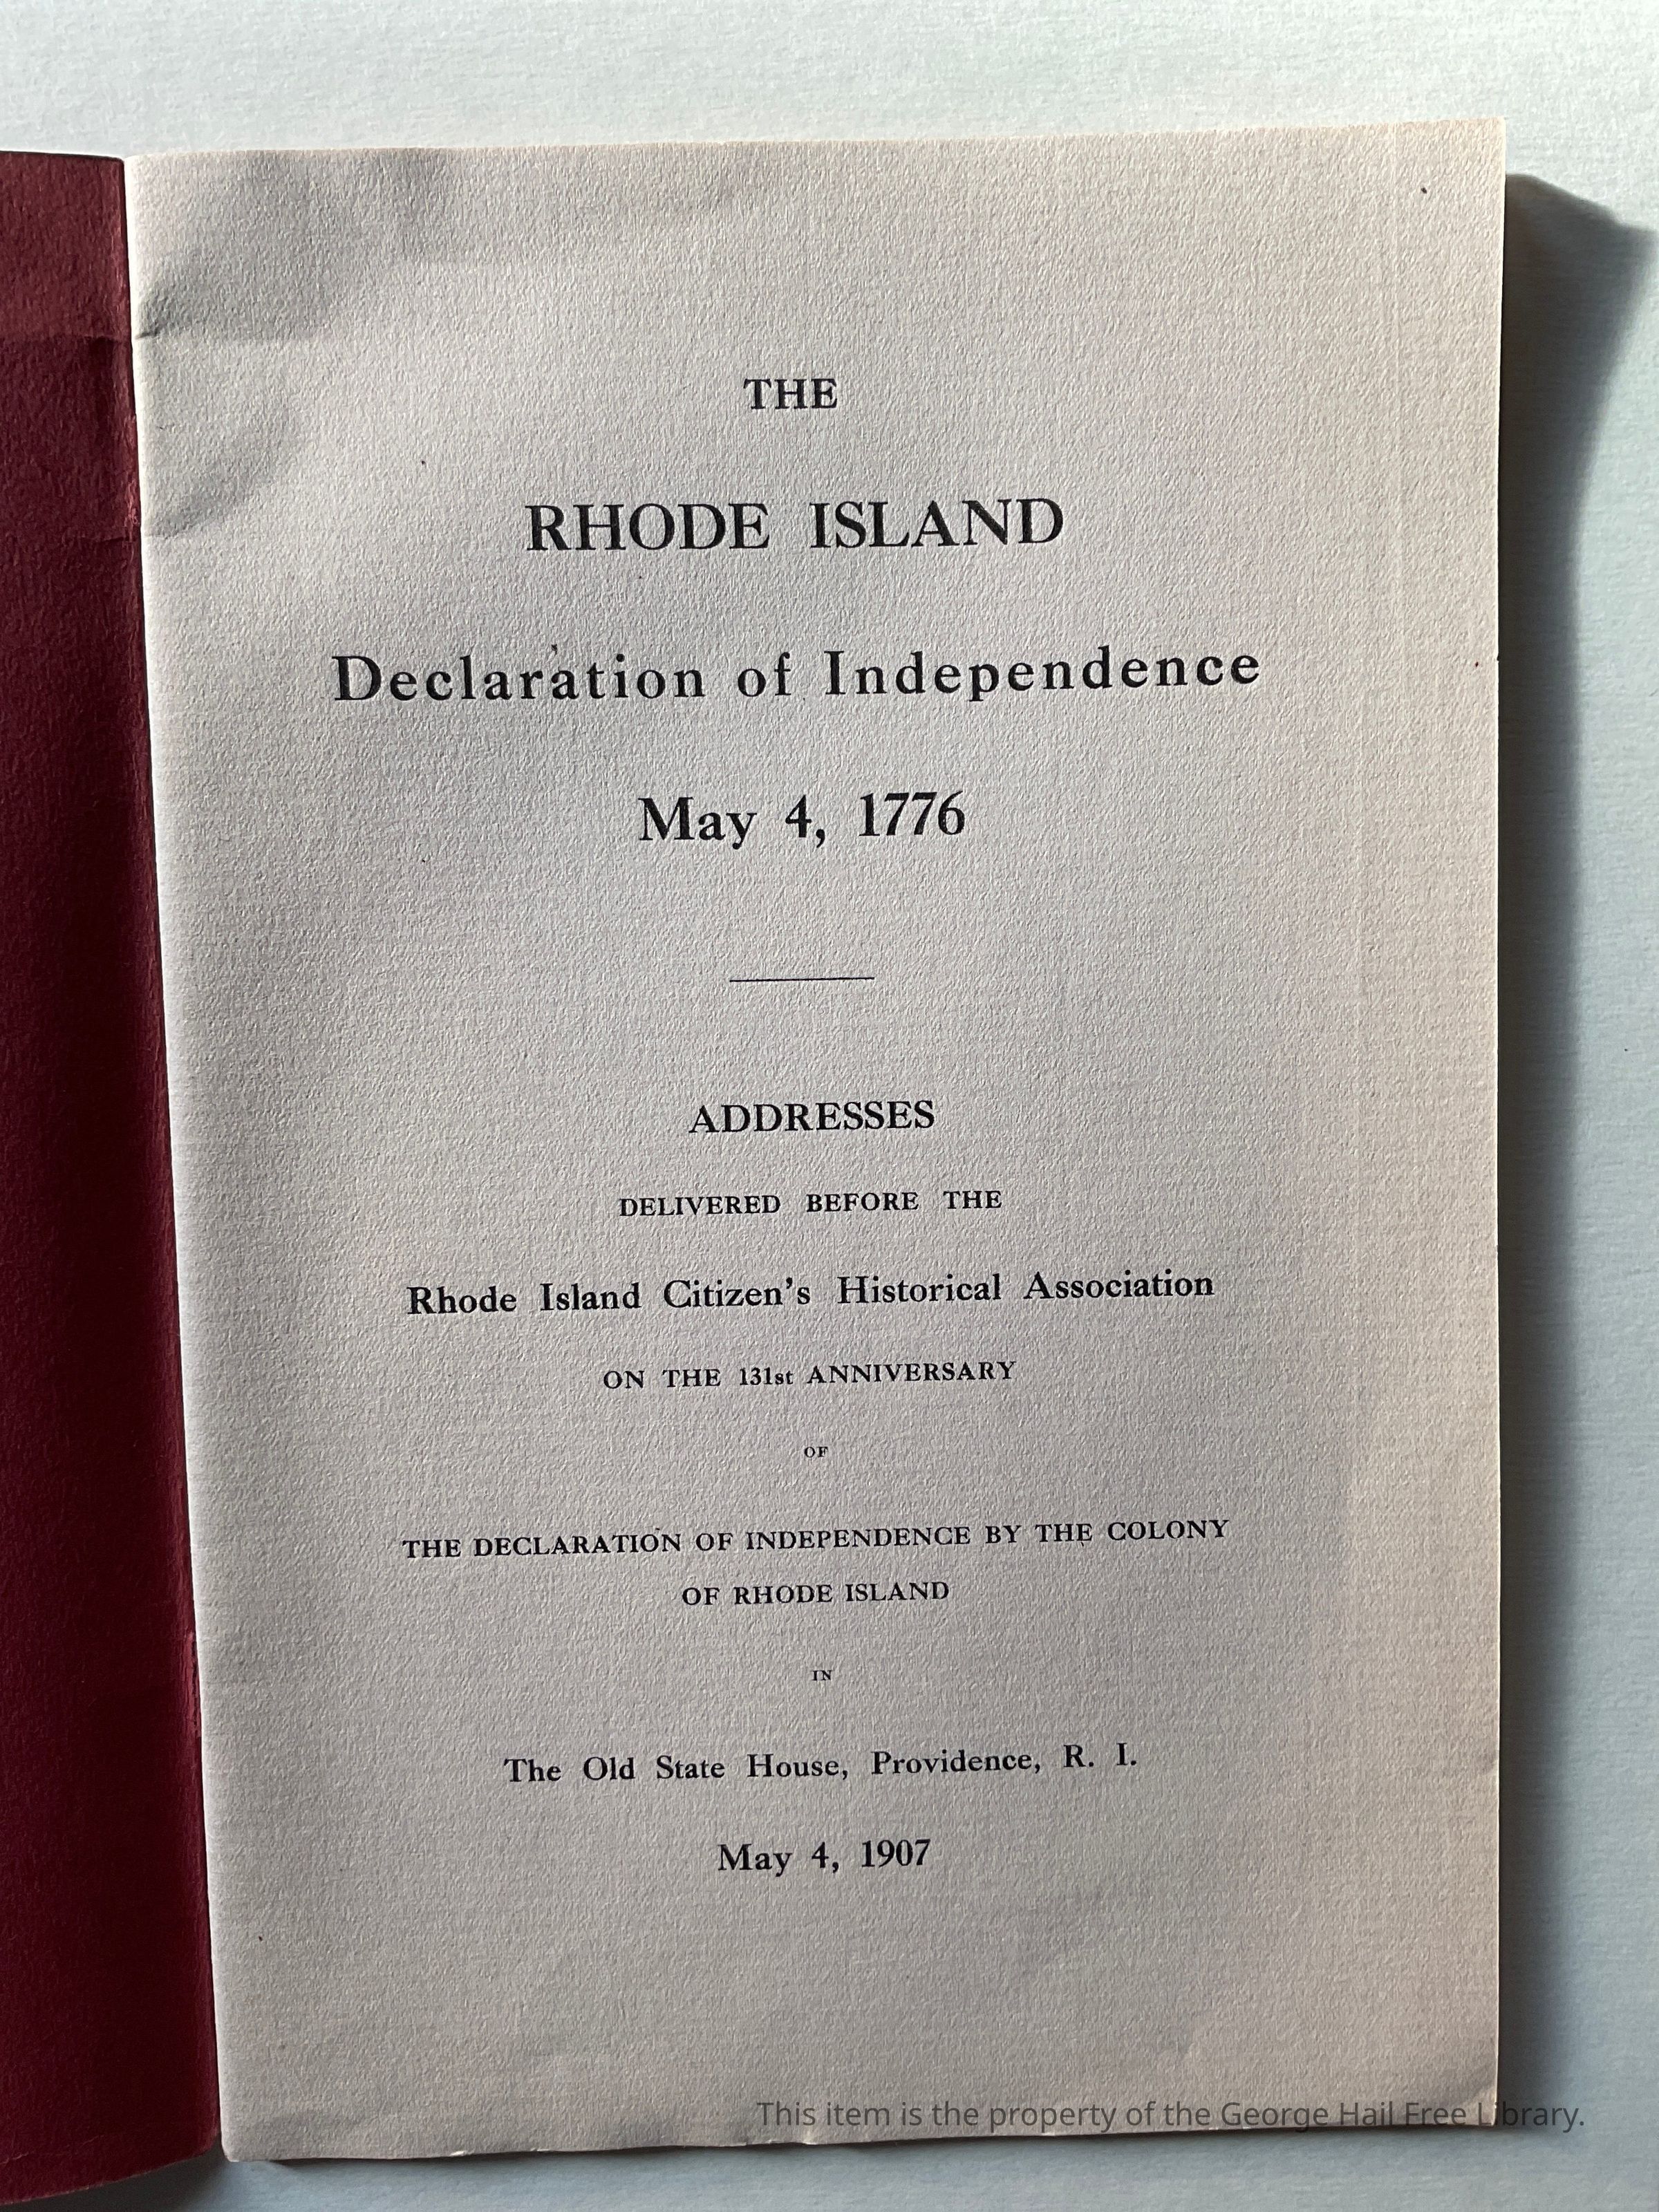 THE
RHODE ISLAND
Declaration of Independence
May 4, 1776
ADDRESSES
DELIVERED BEFORE THE
Rhode Island Citizen's Historical Association
ON THE 131st ANNIVERSARY
OF
THE DECLARATION OF INDEPENDENCE BY THE COLONY
OF RHODE ISLAND
IN
The Old State House, Providence, R. I.
May 4, 1907
This item is the property of the George Hail Free Library.